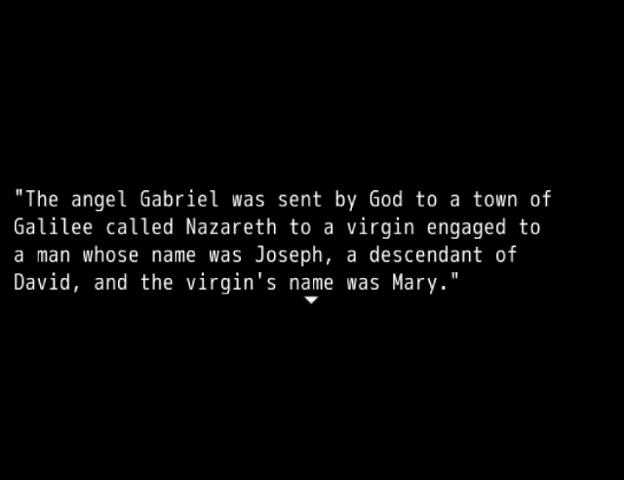 "The angel Gabriel was sent by God to a town of
Galilee called Nazareth to a virgin engaged to
a man whose name was Joseph, a descendant of
David, and the virgin's name was Mary."